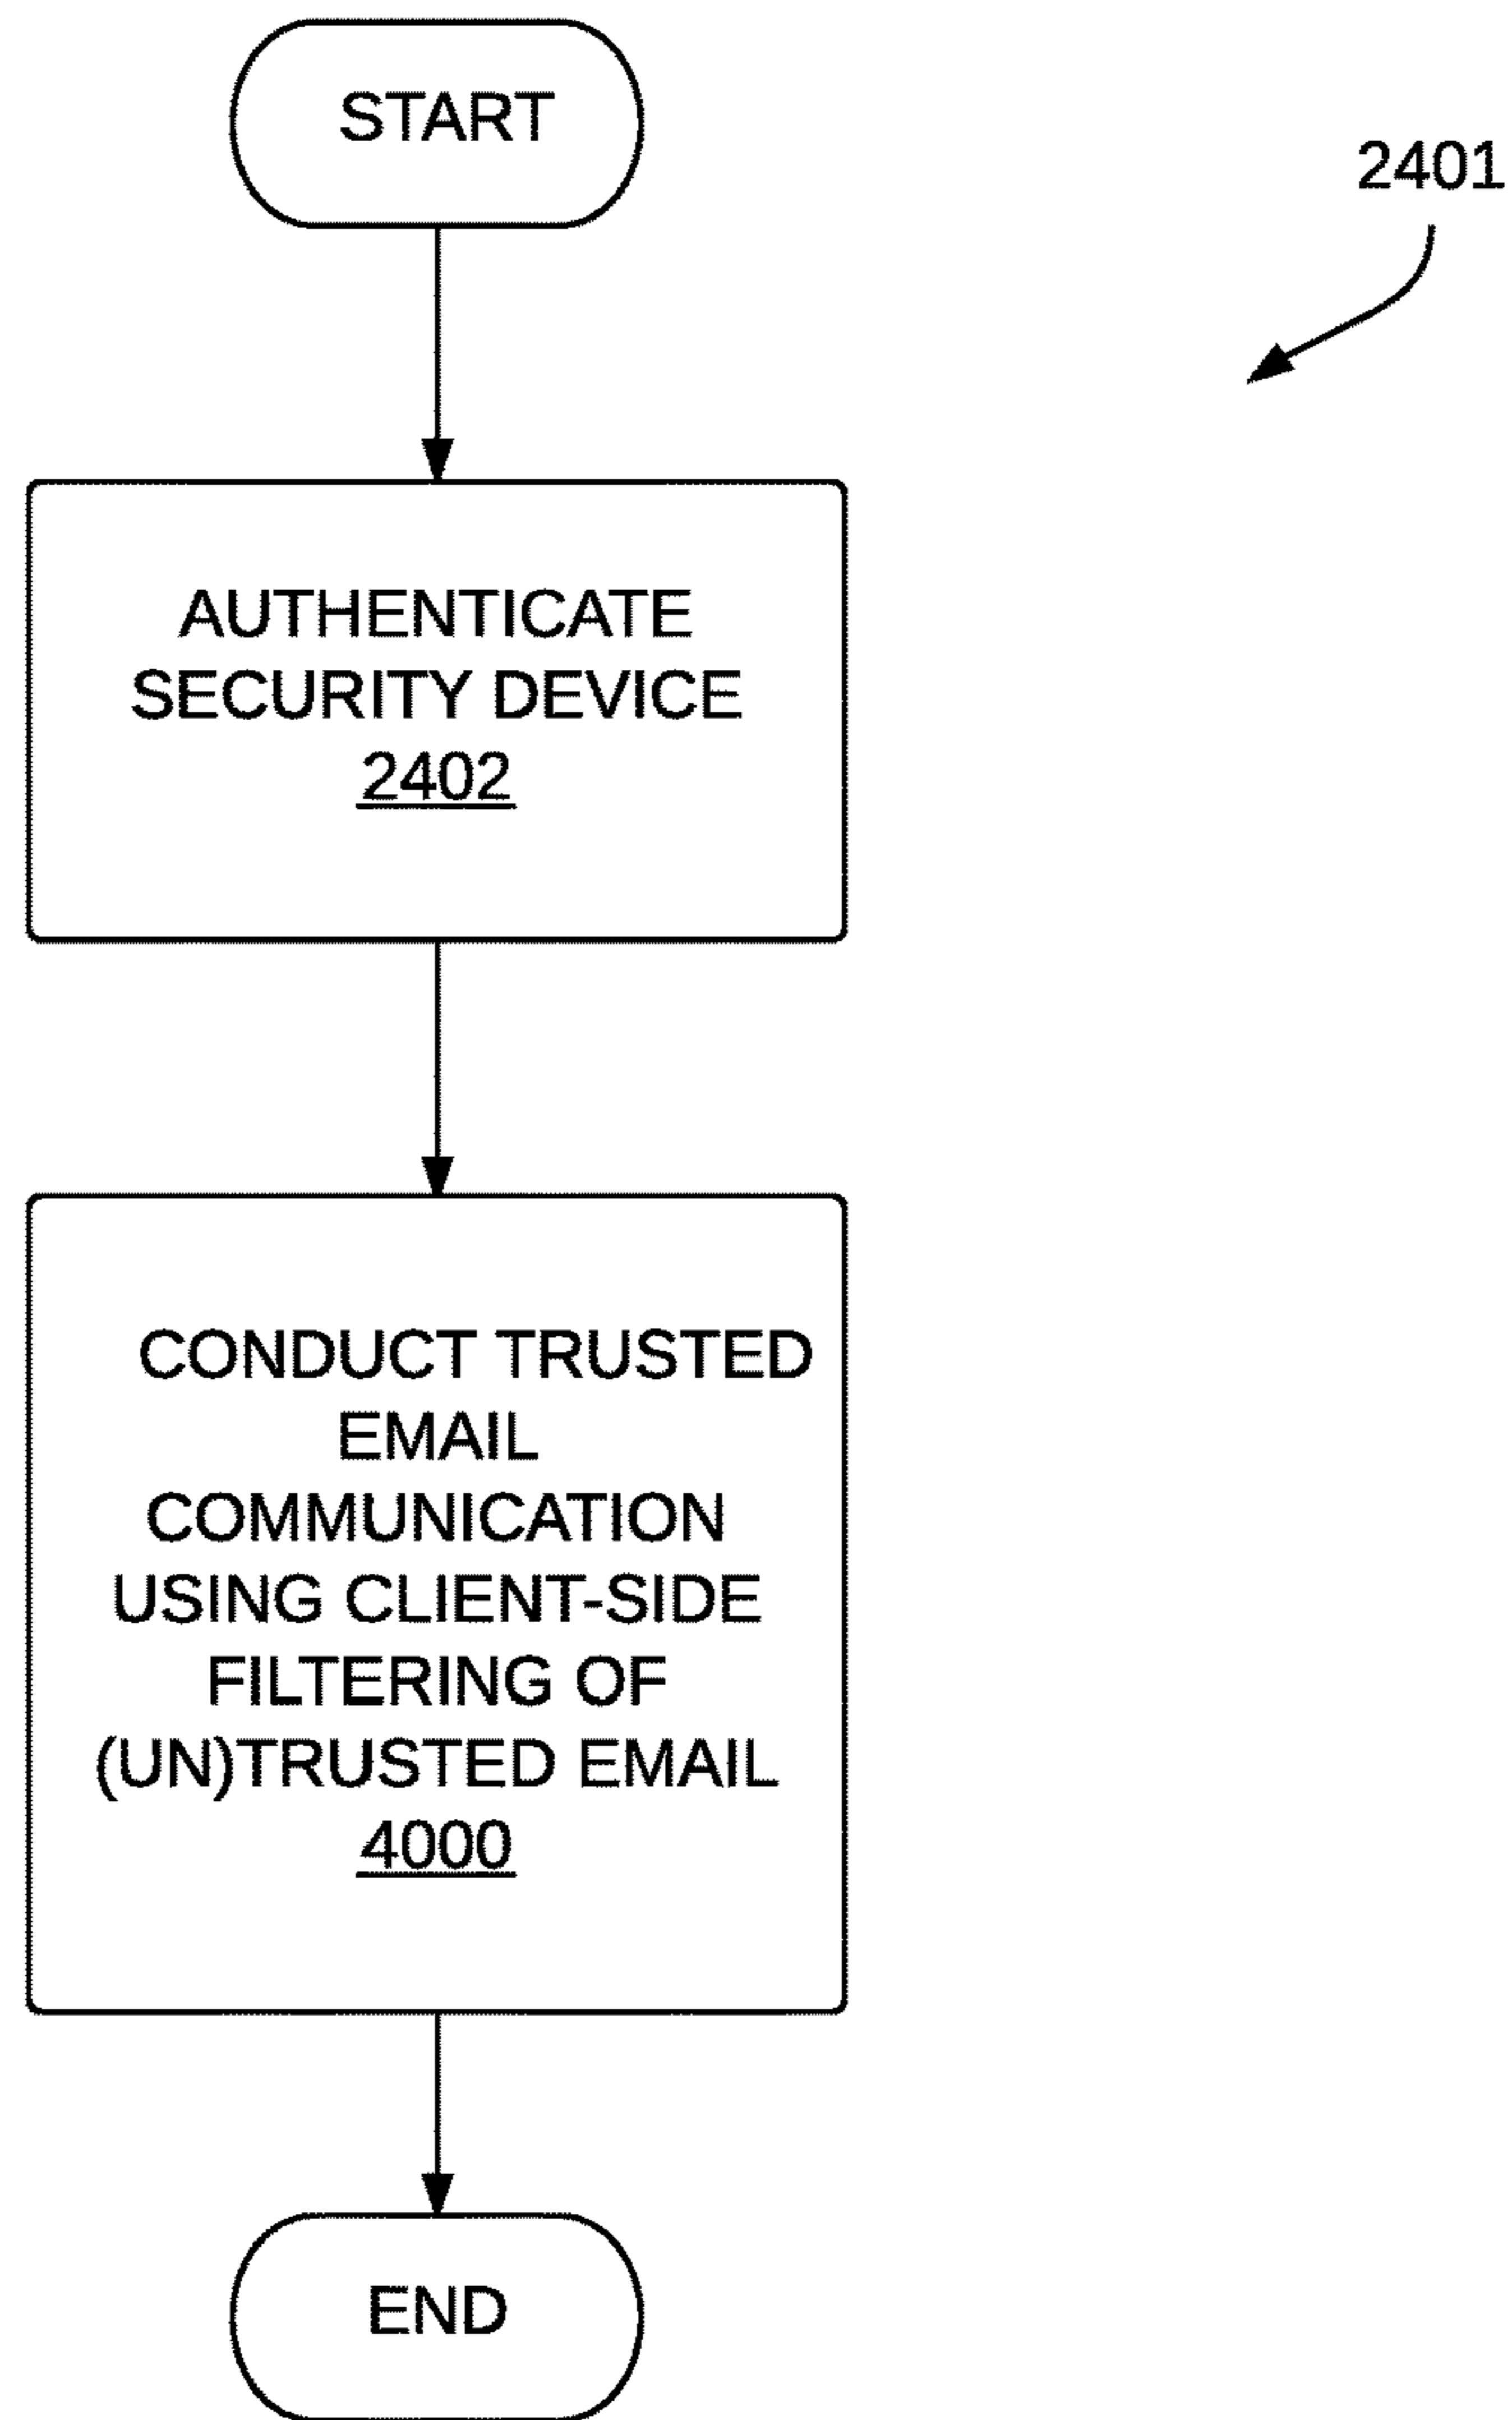 START
2401
AUTHENTICATE
SECURITY DEVICE
2402
CONDUCT TRUSTED
EMAIL
COMMUNICATION
USING CLIENT-SIDE
FILTERING OF
(UN)TRUSTED EMAIL
4000
END